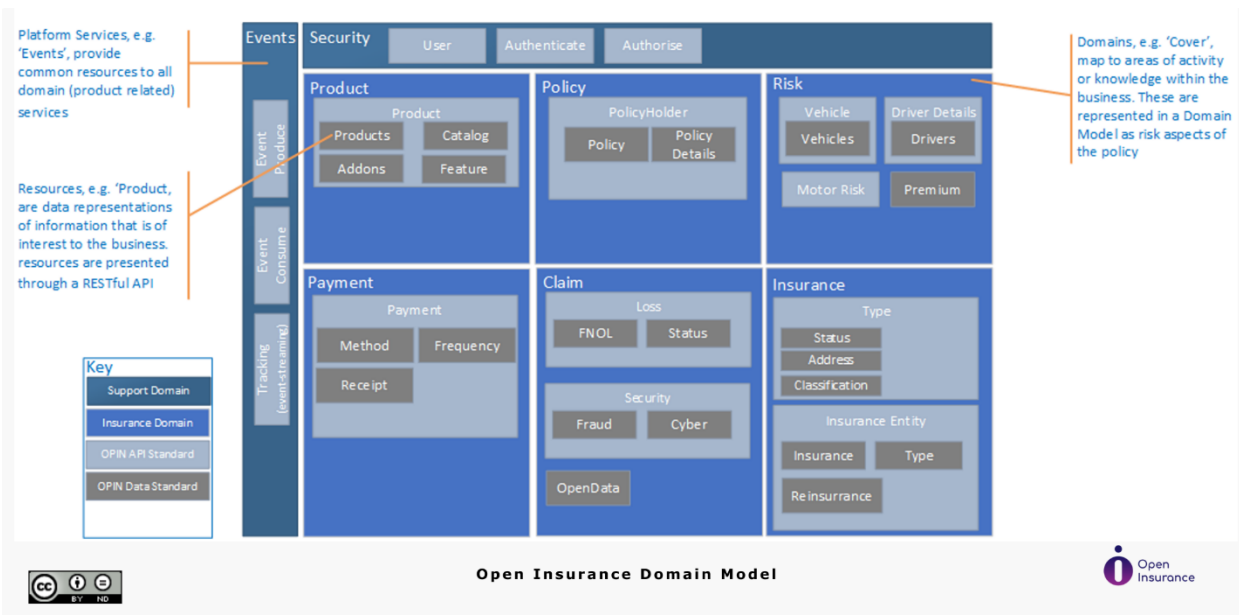 Platform Services, e.g.
‘Events’, provide
common resources to all
domain (product related)
services
Resources, e.g. ‘Product,
are data representations
of information that is of
interest to the business.
resources are presented
through a RESTful API
Key
Support Domain
Insurance Domain
OPIN API Standard
OPIN Data Standard
Events
Event
Produce
Event
Consume
Tracking
(event-streaming)
Security
User
Authenticate
Authorise
Product
Product
Products
Catalog
Addons
Feature
Policy
PolicyHolder
Policy
Policy
Details
Risk
Vehicle
Vehicles
Driver Details
Drivers
Motor Risk
Premium
Payment
Payment
Method
Frequency
Receipt
Claim
Loss
FNOL
Status
Security
Fraud
Cyber
OpenData
Insurance
Type
Status
Address
Classification
Insurance Entity
Insurance
Type
Reinsurrance
Domains, e.g. ‘Cover’,
map to areas of activity
or knowledge within the
business. These are
represented in a Domain
Model as risk aspects of
the policy
cc
BY ND
Open Insurance Domain Model
Open
Insurance